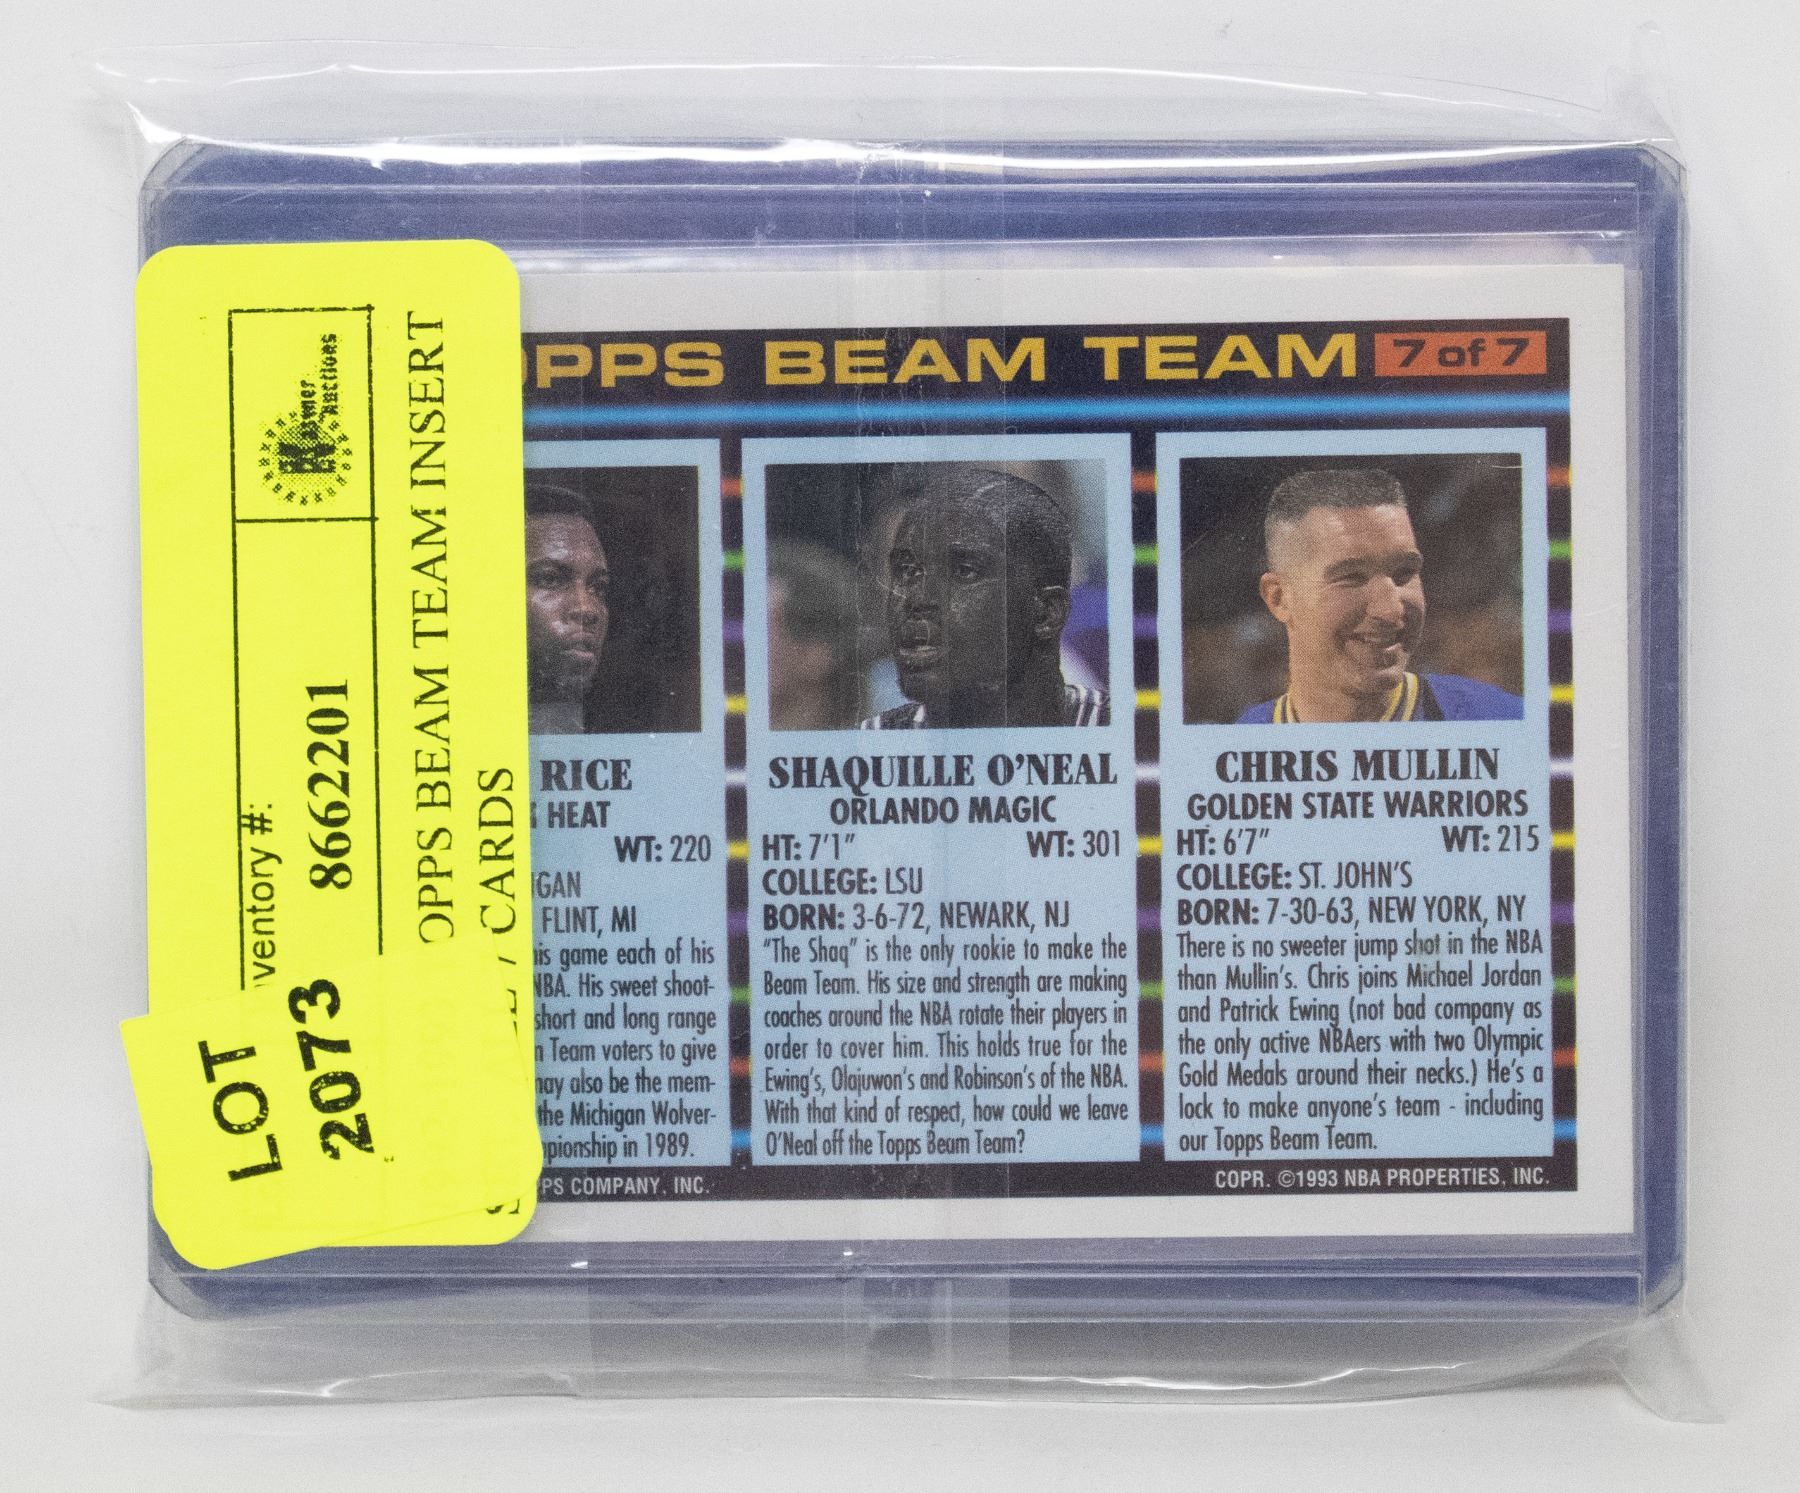 Kastner
Auctions
ventory #:
8662201
OPPS BEAM TEAM INSERT
CARDS
LOT
2073
OPPS BEAM TEAM
7 of 7
RICE
HEAT
WT: 220
GAN
FLINT, MI
his game each of his
NBA. His sweet shoot-
short and long range
Team voters to give
may also be the mem-
the Michigan Wolver-
pionship in 1989.
PS COMPANY, INC.
SHAQUILLE O'NEAL
ORLANDO MAGIC
HT: 7'1" WT: 301
COLLEGE: LSU
BORN: 3-6-72, NEWARK, NJ
"The Shaq" is the only rookie to make the
Beam Team. His size and strength are making
coaches around the NBA rotate their players in
order to cover him. This holds true for the
Ewing's, Olajuwon's and Robinson's of the NBA.
With that kind of respect, how could we leave
O'Neal off the Topps Beam Team?
CHRIS MULLIN
GOLDEN STATE WARRIORS
HT: 6'7" WT: 215
COLLEGE: ST. JOHN'S
BORN: 7-30-63, NEW YORK, NY
There is no sweeter jump shot in the NBA
than Mullin's. Chris joins Michael Jordan
and Patrick Ewing (not bad company as
the only active NBAers with two Olympic
Gold Medals around their necks.) He's a
lock to make anyone's team - including
our Topps Beam Team.
COPR. ©1993 NBA PROPERTIES, INC.